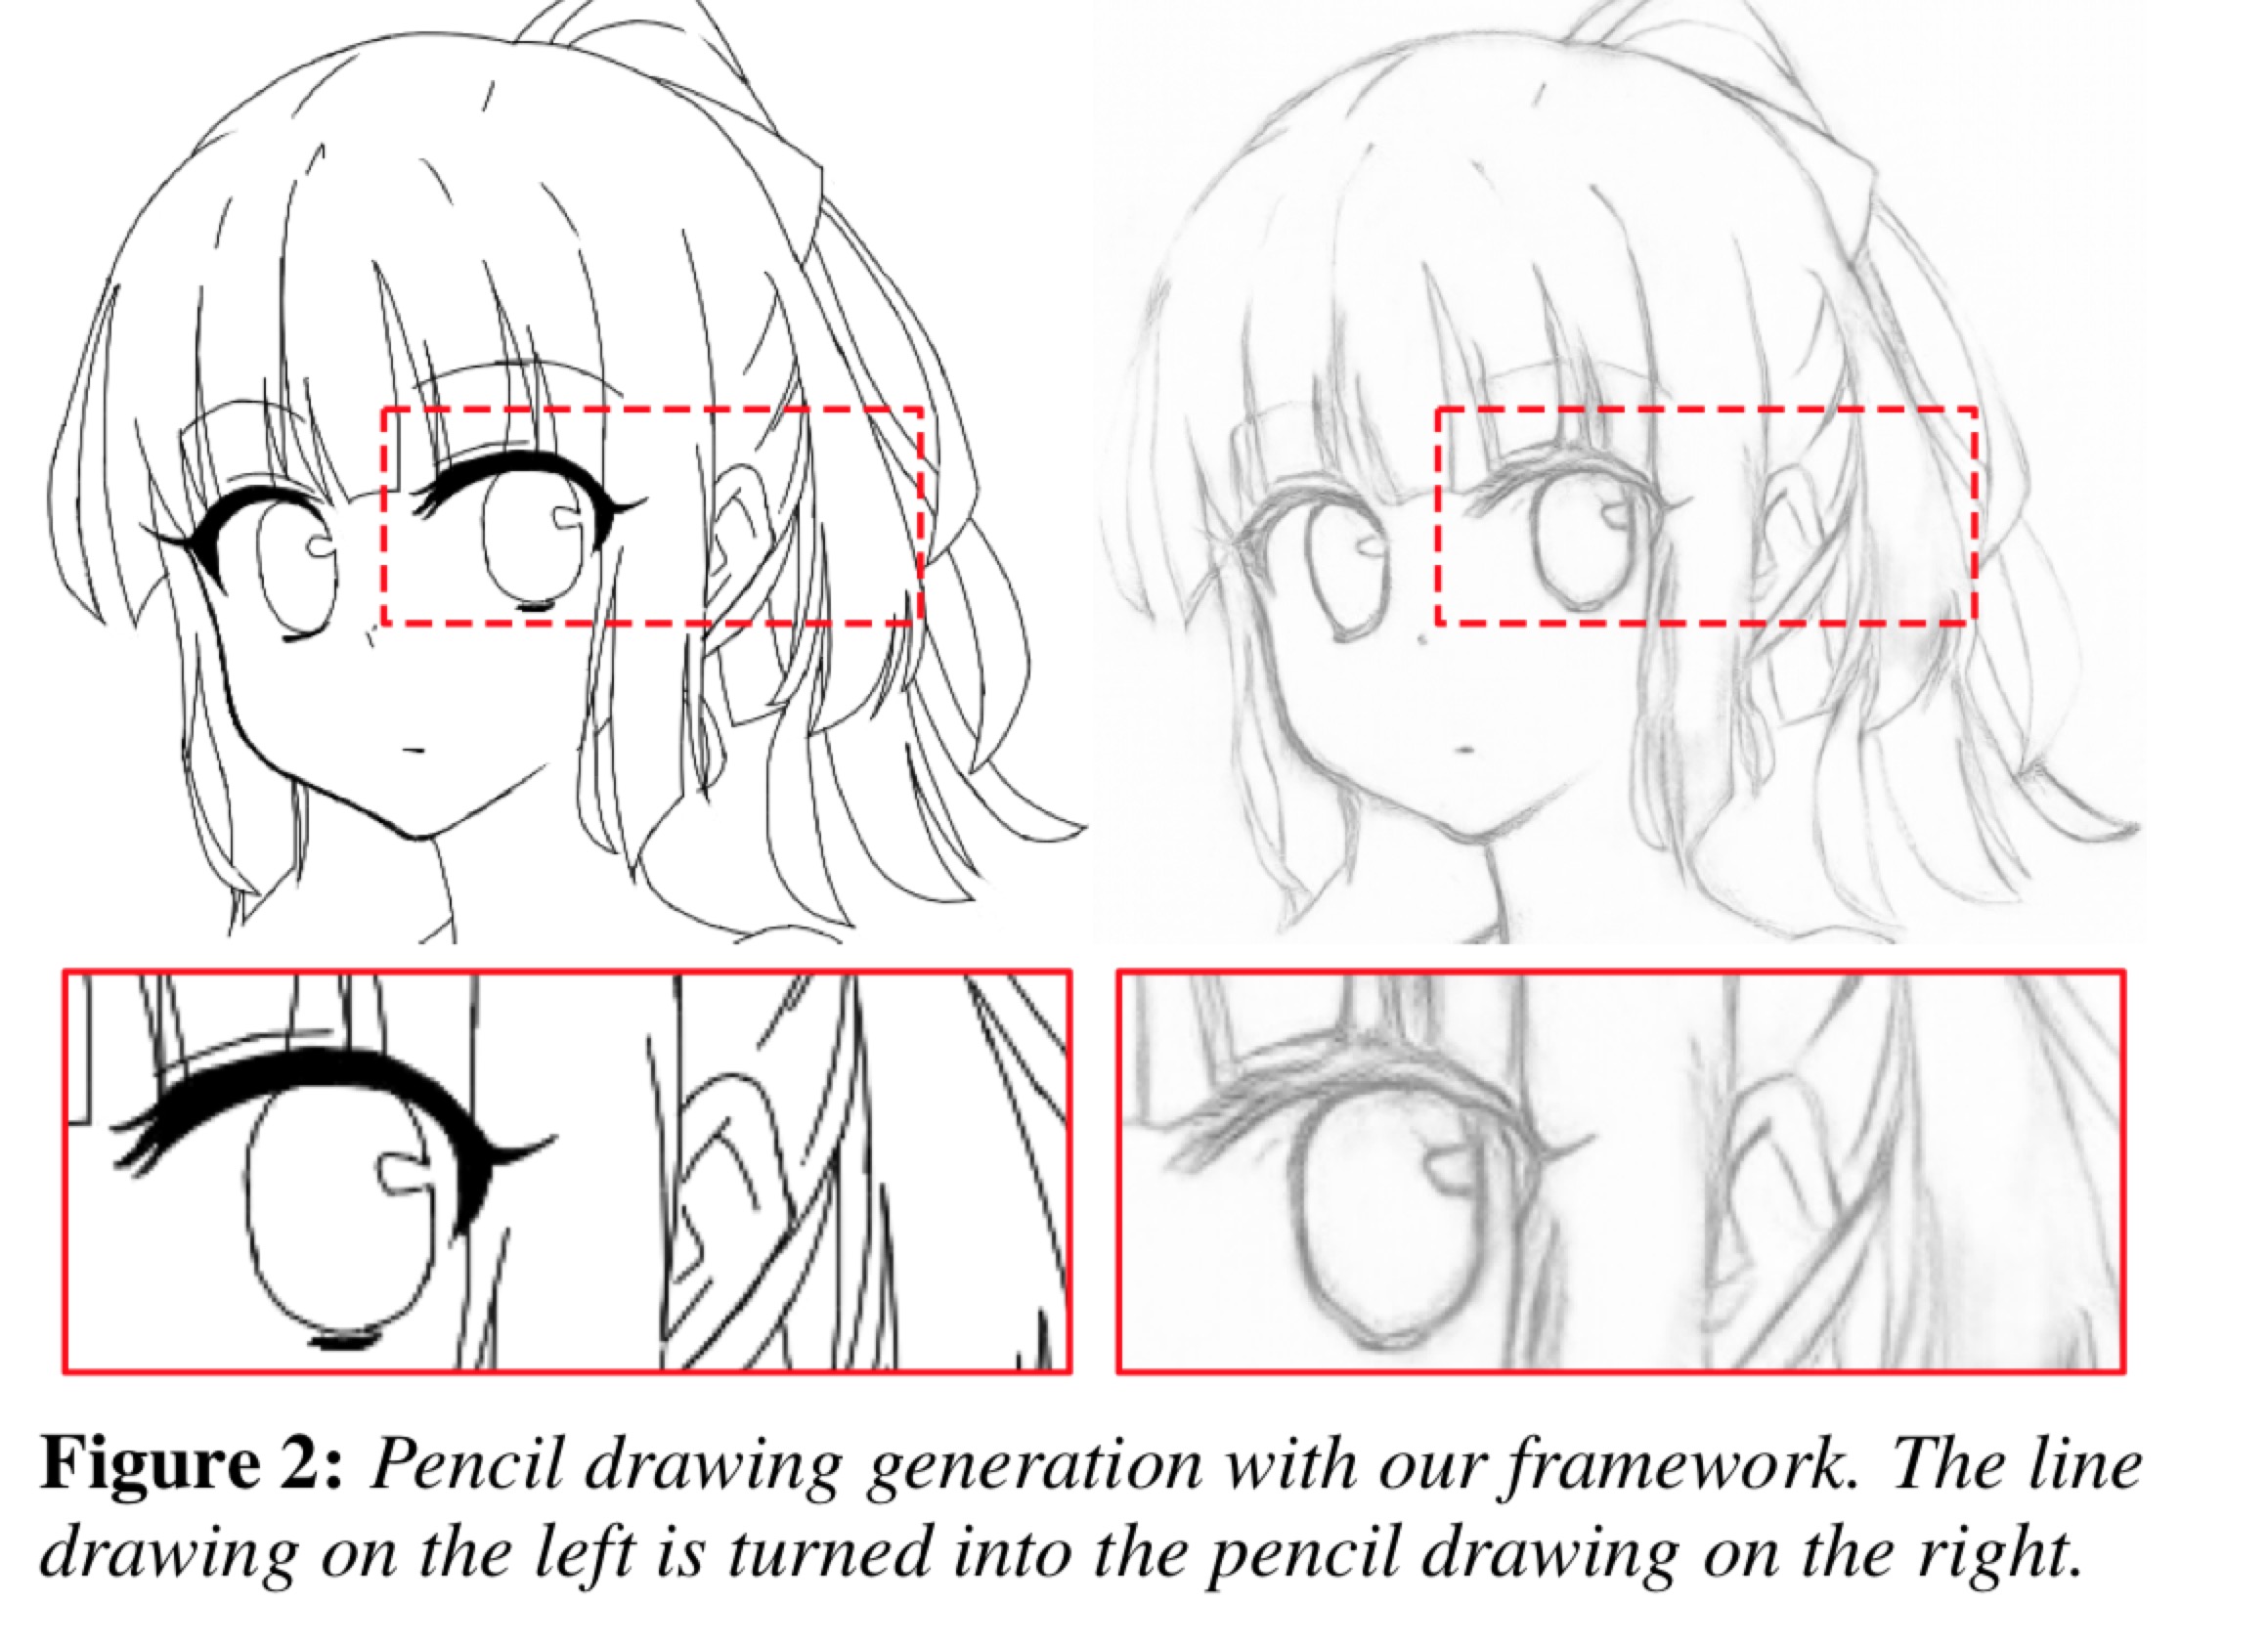 Figure 2: Pencil drawing generation with our framework. The line
drawing on the left is turned into the pencil drawing on the right.